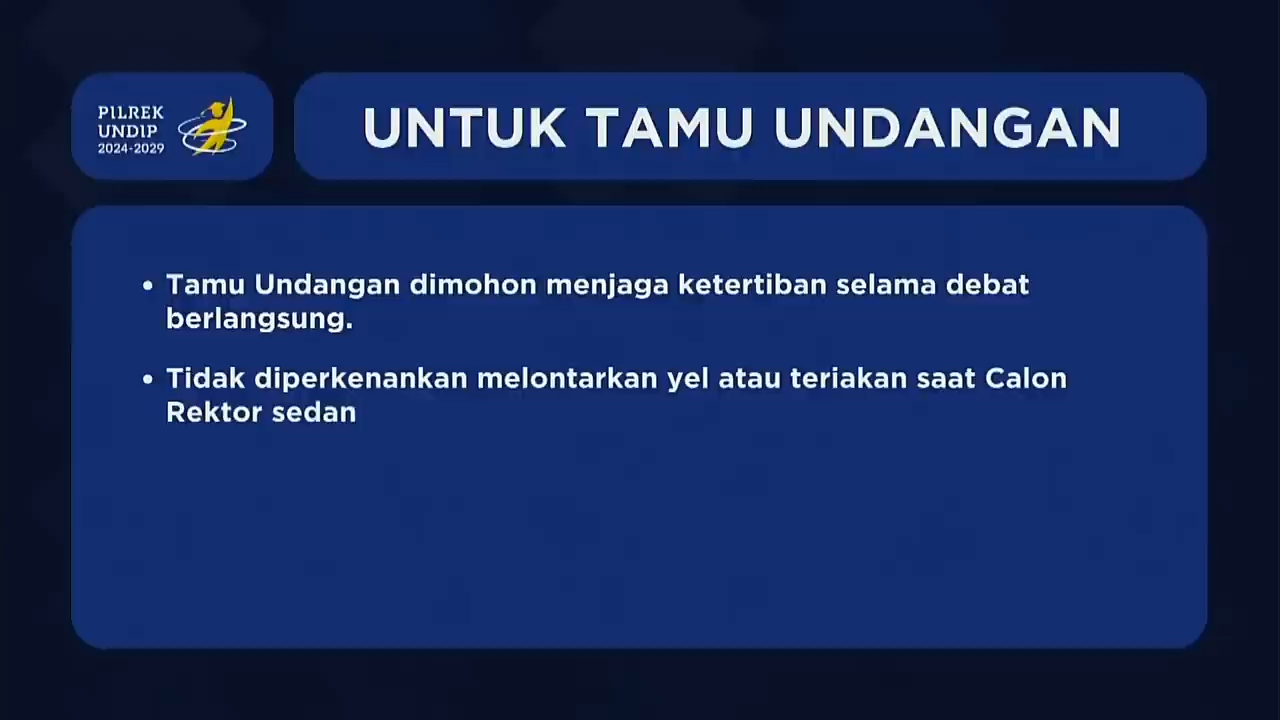 PILREK
UNDIP
2024-2029
UNTUK TAMU UNDANGAN
• Tamu Undangan dimohon menjaga ketertiban selama debat
berlangsung.
• Tidak diperkenankan melontarkan yel atau teriakan saat Calon
Rektor sedan